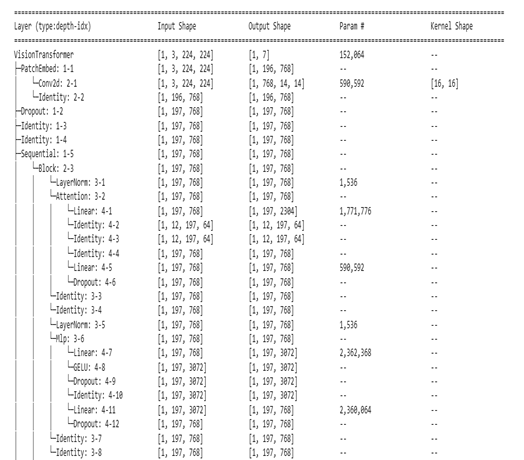 ================================================================================
Layer (type:depth-idx) Input Shape Output Shape Param # Kernel Shape
================================================================================
VisionTransformer [1, 3, 224, 224] [1, 7] 152,064 --
├─PatchEmbed: 1-1 [1, 3, 224, 224] [1, 196, 768] -- --
│ └─Conv2d: 2-1 [1, 3, 224, 224] [1, 768, 14, 14] 590,592 [16, 16]
│ └─Identity: 2-2 [1, 196, 768] [1, 196, 768] -- --
├─Dropout: 1-2 [1, 197, 768] [1, 197, 768] -- --
├─Identity: 1-3 [1, 197, 768] [1, 197, 768] -- --
├─Identity: 1-4 [1, 197, 768] [1, 197, 768] -- --
├─Sequential: 1-5 [1, 197, 768] [1, 197, 768] -- --
│ └─Block: 2-3 [1, 197, 768] [1, 197, 768] -- --
│ │ └─LayerNorm: 3-1 [1, 197, 768] [1, 197, 768] 1,536 --
│ │ └─Attention: 3-2 [1, 197, 768] [1, 197, 768] -- --
│ │ │ └─Linear: 4-1 [1, 197, 768] [1, 197, 2304] 1,771,776 --
│ │ │ └─Identity: 4-2 [1, 12, 197, 64] [1, 12, 197, 64] -- --
│ │ │ └─Identity: 4-3 [1, 12, 197, 64] [1, 12, 197, 64] -- --
│ │ │ └─Identity: 4-4 [1, 197, 768] [1, 197, 768] -- --
│ │ │ └─Linear: 4-5 [1, 197, 768] [1, 197, 768] 590,592 --
│ │ │ └─Dropout: 4-6 [1, 197, 768] [1, 197, 768] -- --
│ │ └─Identity: 3-3 [1, 197, 768] [1, 197, 768] -- --
│ │ └─Identity: 3-4 [1, 197, 768] [1, 197, 768] -- --
│ │ └─LayerNorm: 3-5 [1, 197, 768] [1, 197, 768] 1,536 --
│ │ └─Mlp: 3-6 [1, 197, 768] [1, 197, 768] -- --
│ │ │ └─Linear: 4-7 [1, 197, 768] [1, 197, 3072] 2,362,368 --
│ │ │ └─GELU: 4-8 [1, 197, 3072] [1, 197, 3072] -- --
│ │ │ └─Dropout: 4-9 [1, 197, 3072] [1, 197, 3072] -- --
│ │ │ └─Identity: 4-10 [1, 197, 3072] [1, 197, 3072] -- --
│ │ │ └─Linear: 4-11 [1, 197, 3072] [1, 197, 768] 2,360,064 --
│ │ │ └─Dropout: 4-12 [1, 197, 768] [1, 197, 768] -- --
│ │ └─Identity: 3-7 [1, 197, 768] [1, 197, 768] -- --
│ │ └─Identity: 3-8 [1, 197, 768] [1, 197, 768] -- --